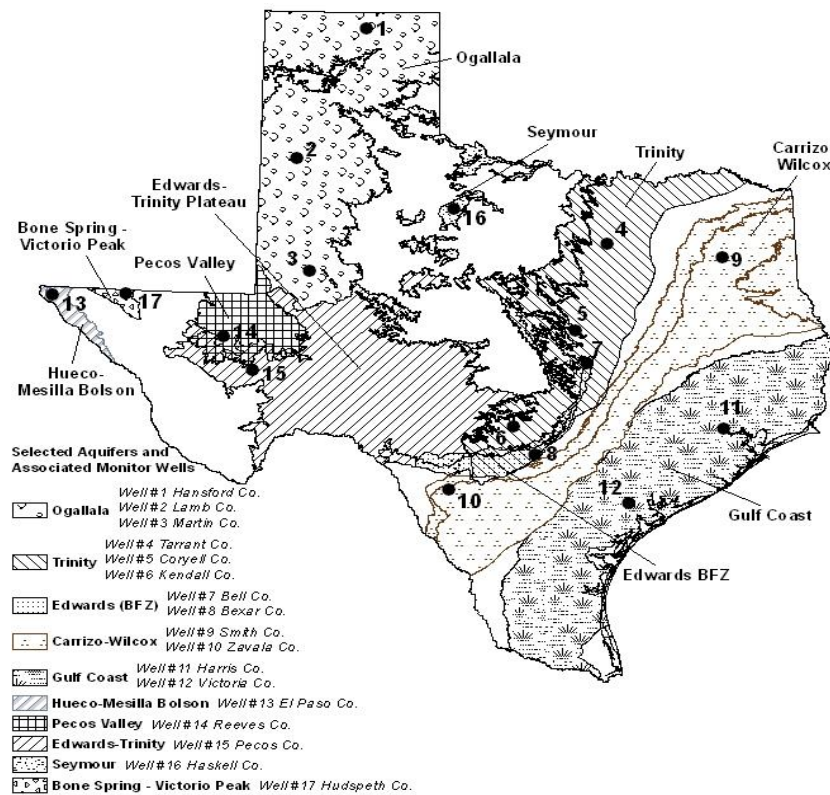 1
Ogallala
Seymour
Trinity
Carrizo
Wilcox
2
Edwards-
Trinity Plateau
16
Bone Spring -
Victorio Peak
4
9
Pecos Valley
3
13
17
14
5
7
Hueco-
Mesilla Bolson
15
6
11
8
10
12
Gulf Coast
Edwards BFZ
Selected Aquifers and
Associated Monitor Wells
Ogallala
Well#1 Hansford Co.
Well#2 Lamb Co.
Well#3 Martin Co.
Trinity
Well#4 Tarrant Co.
Well#5 Coryell Co.
Well#6 Kendall Co.
Edwards (BFZ)
Well#7 Bell Co.
Well#8 Bexar Co.
Carrizo-Wilcox
Well#9 Smith Co.
Well#10 Zavala Co.
Gulf Coast
Well#11 Harris Co.
Well#12 Victoria Co.
Hueco-Mesilla Bolson Well#13 El Paso Co.
Pecos Valley Well#14 Reeves Co.
Edwards-Trinity Well#15 Pecos Co.
Seymour Well#16 Haskell Co.
Bone Spring - Victorio Peak Well#17 Hudspeth Co.